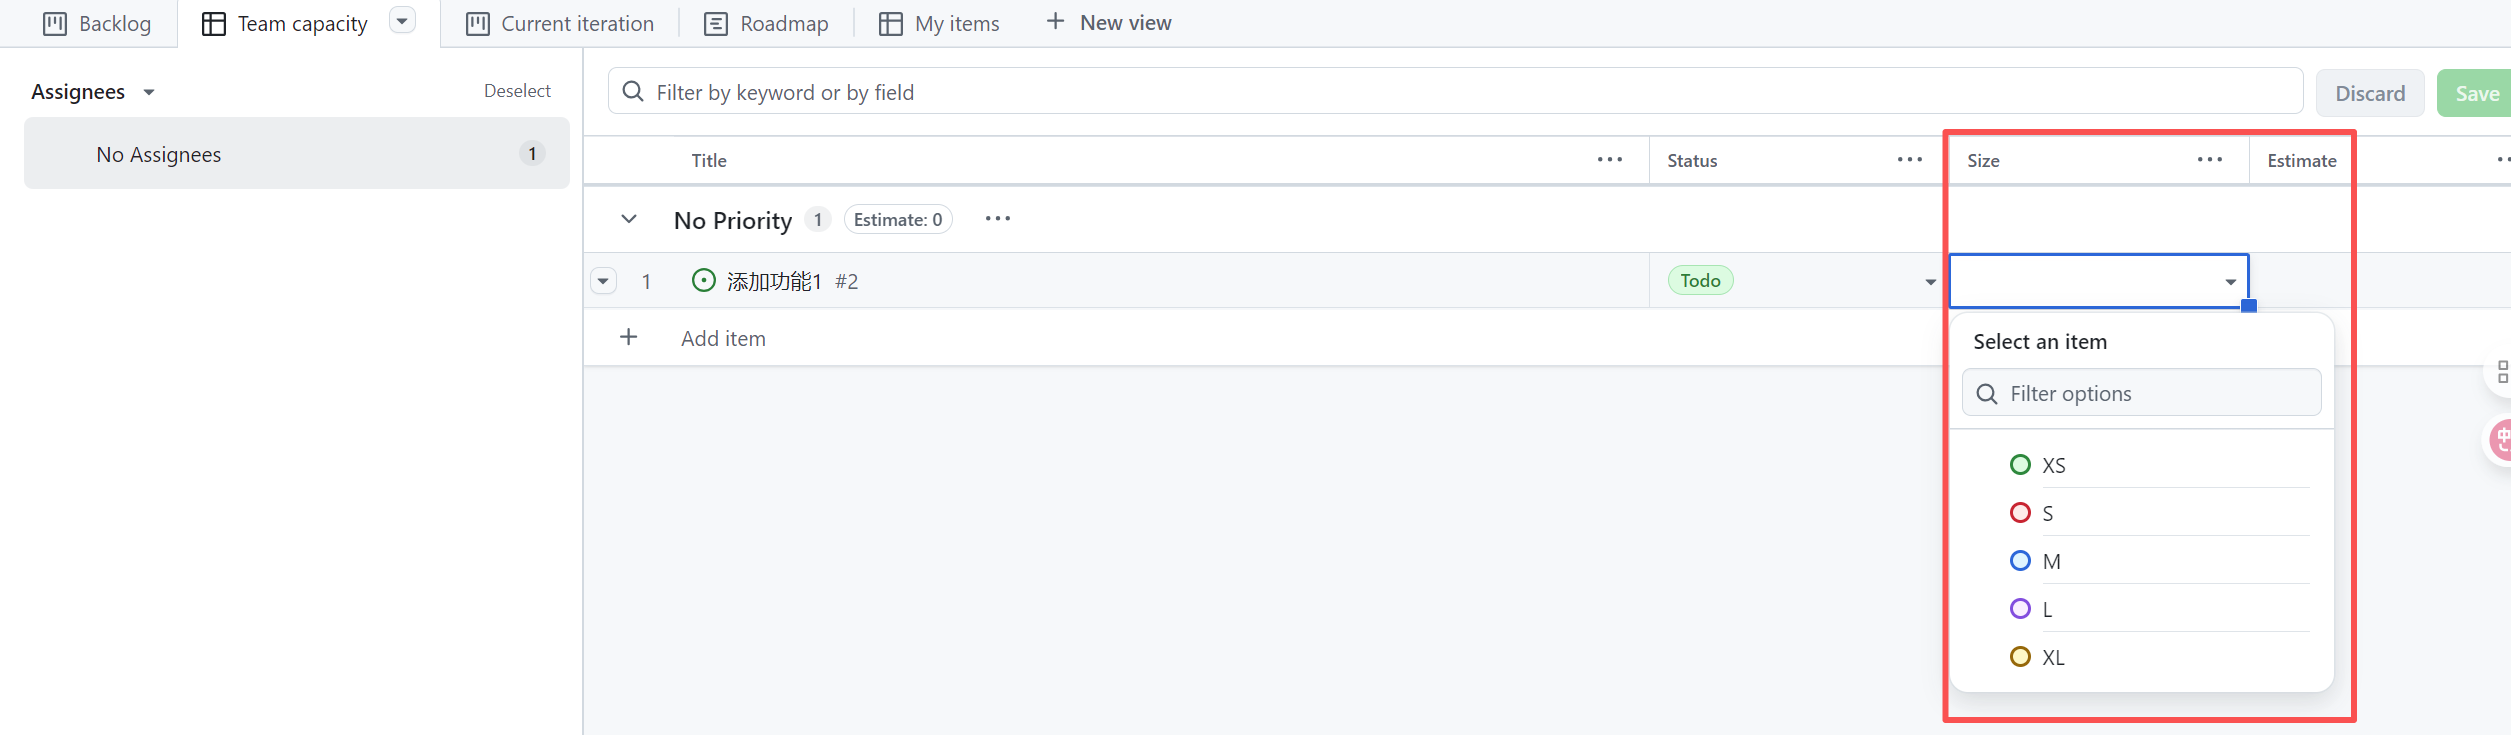 Backlog
Team capacity
Current iteration
Roadmap
My items
New view
Assignees
Deselect
No Assignees 1
Filter by keyword or by field
Discard
Save
Title
Status
Size
Estimate
No Priority 1 Estimate: 0
1 添加功能1 #2
Todo
Add item
Select an item
Filter options
XS
S
M
L
XL